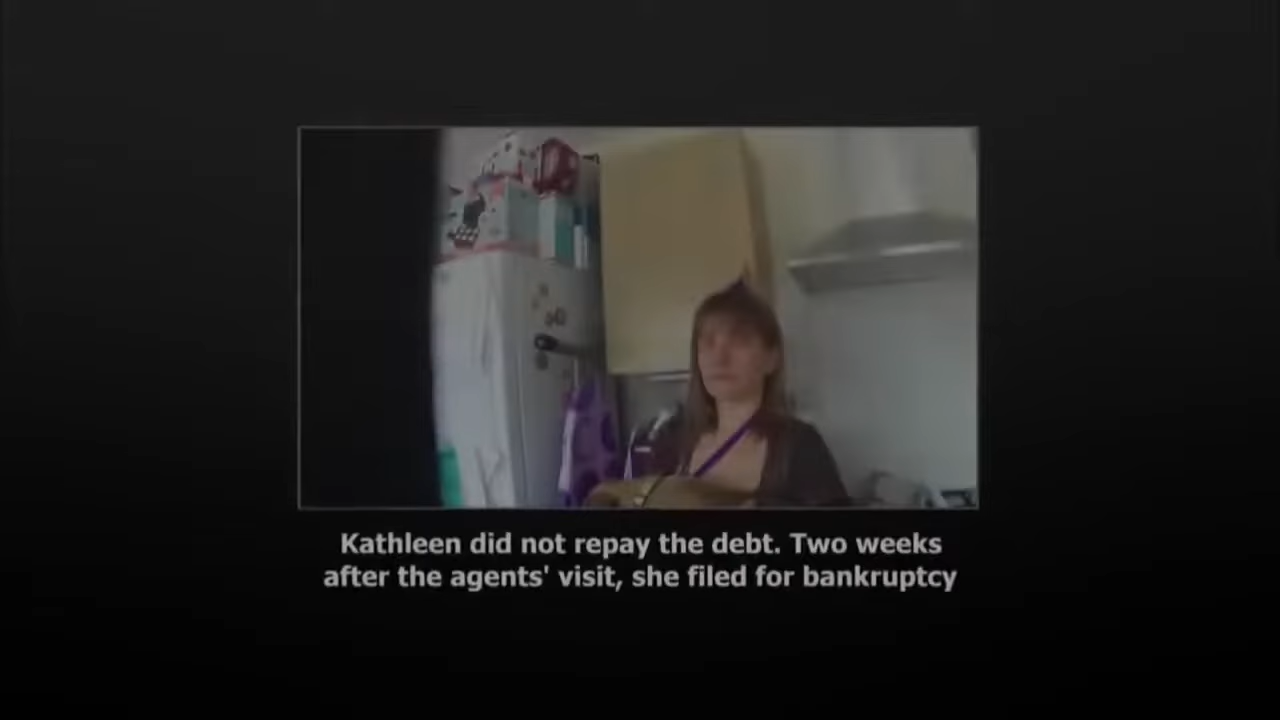 Kathleen did not repay the debt. Two weeks
after the agents' visit, she filed for bankruptcy